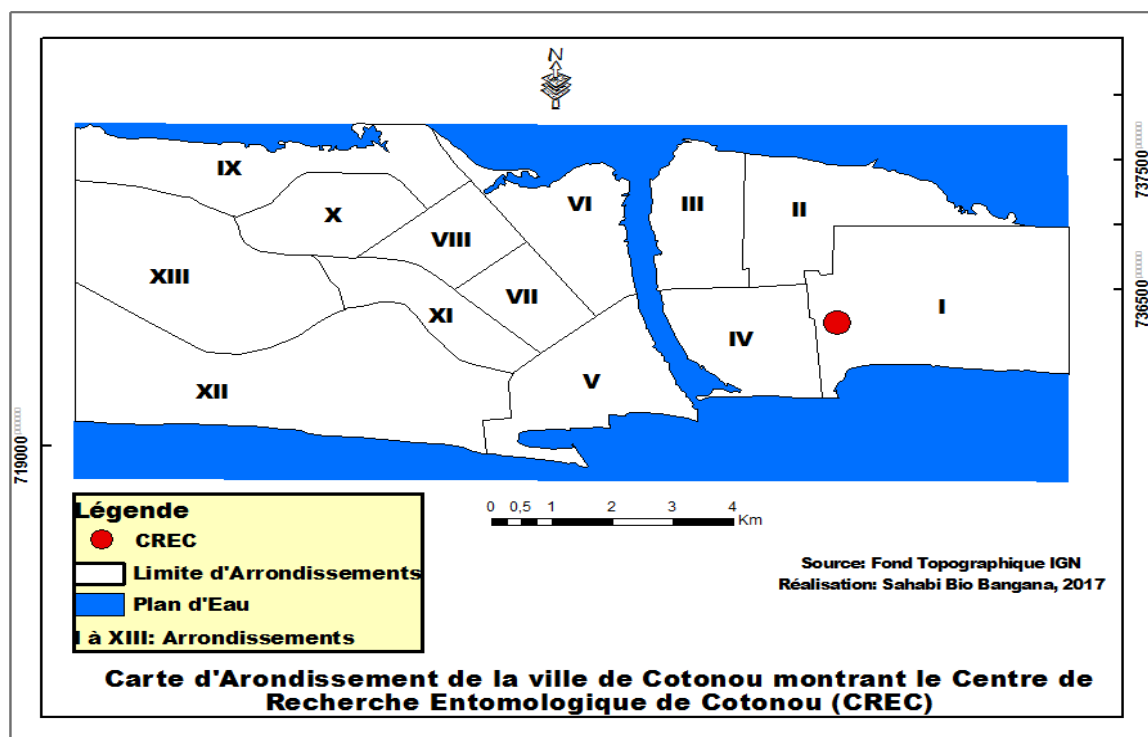 N
IX
X
VIII
VI
III
II
XIII
VII
XI
I
IV
XII
V
737500
736500
719000
0 0,5 1 2 3 4
Km
Légende
CREC
Limite d'Arrondissements
Plan d'Eau
I à XIII: Arrondissements
Source: Fond Topographique IGN
Réalisation: Sahabi Bio Bangana, 2017
Carte d'Arondissement de la ville de Cotonou montrant le Centre de
Recherche Entomologique de Cotonou (CREC)